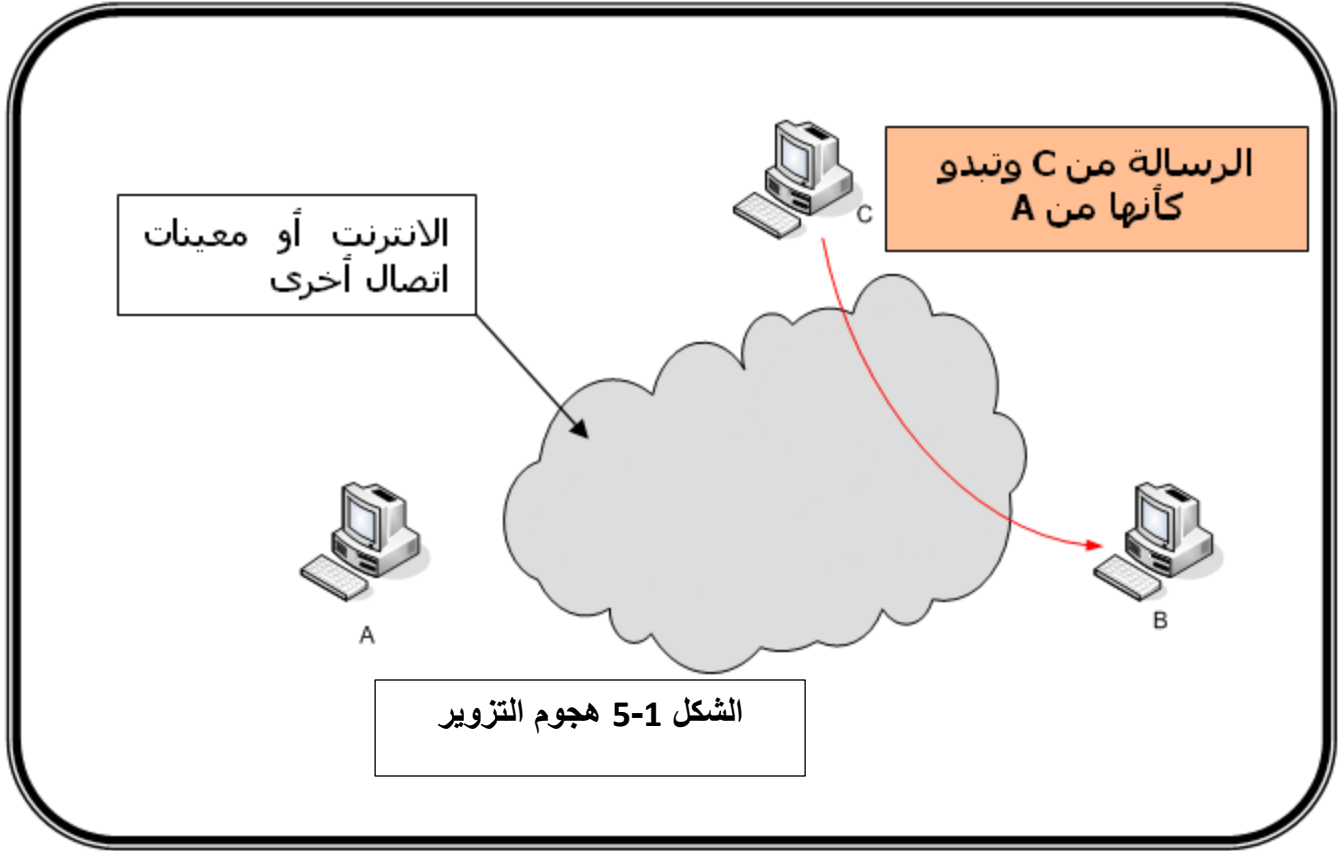 الرسالة من C وتبدو
كأنها من A
C
الانترنت أو معينات
اتصال أخرى
A
B
الشكل 1-5 هجوم التزوير